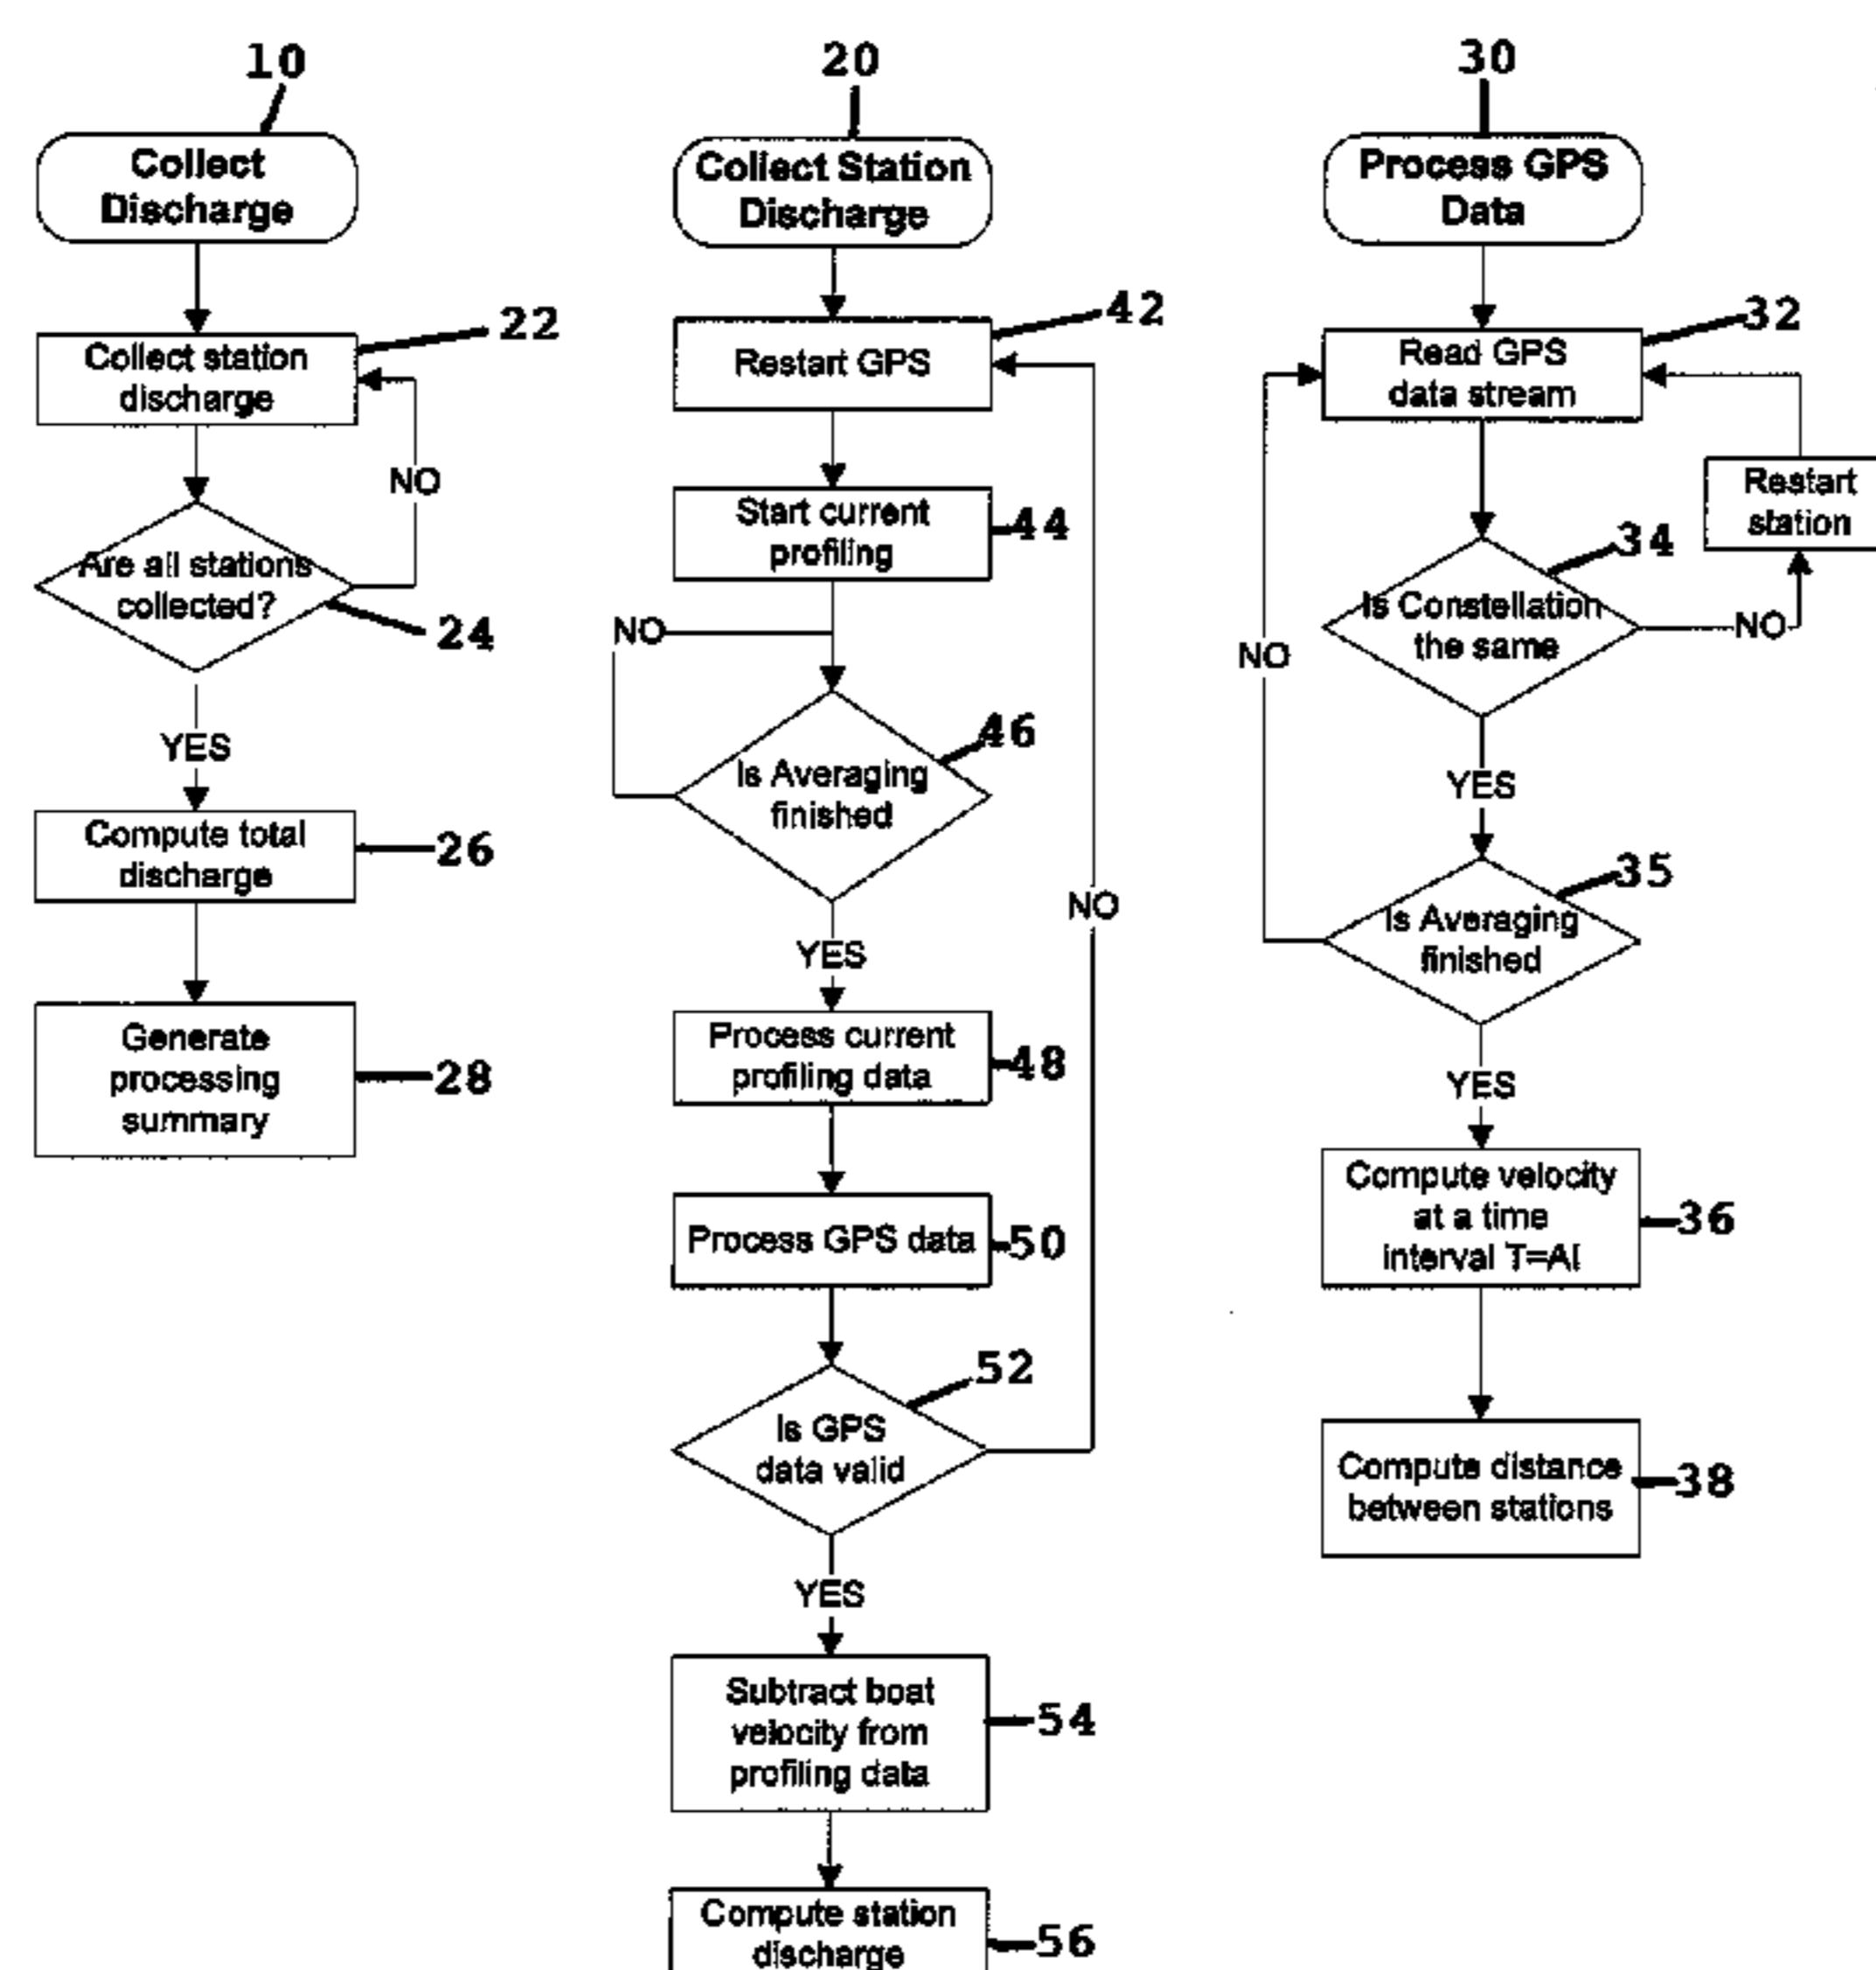 10
Collect
Discharge
22
Collect station
discharge
NO
Are all stations
collected?
24
YES
Compute total
discharge
26
Generate
processing
summary
28
20
Collect Station
Discharge
42
Restart GPS
Start current
profiling
44
NO
46
Is Averaging
finished
YES
NO
Process current
profiling data
48
Process GPS data
50
52
Is GPS
data valid
YES
Subtract boat
velocity from
profiling data
54
Compute station
discharge
56
30
Process GPS
Data
32
Read GPS
data stream
Restart
station
34
Is Constellation
the same
NO
NO
YES
35
Is Averaging
finished
YES
Compute velocity
at a time
interval T=AI
36
Compute distance
between stations
38